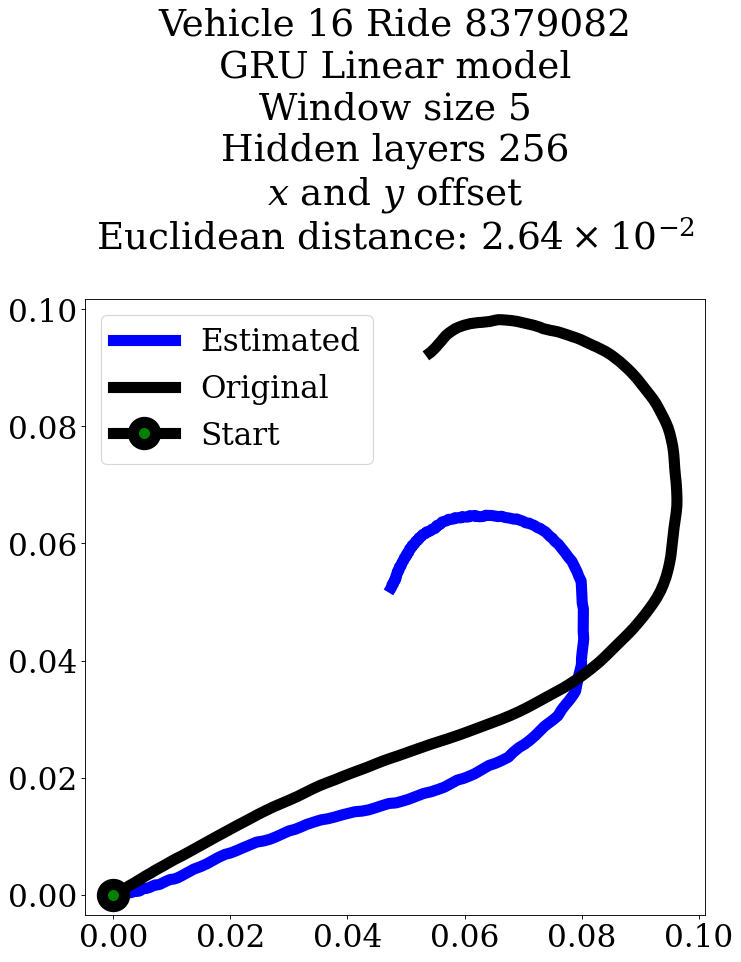 Vehicle 16 Ride 8379082
GRU Linear model
Window size 5
Hidden layers 256
x and y offset
Euclidean distance: 2.64 × 10⁻²
0.10
0.08
0.06
0.04
0.02
0.00
Estimated
Original
Start
0.00 0.02 0.04 0.06 0.08 0.10